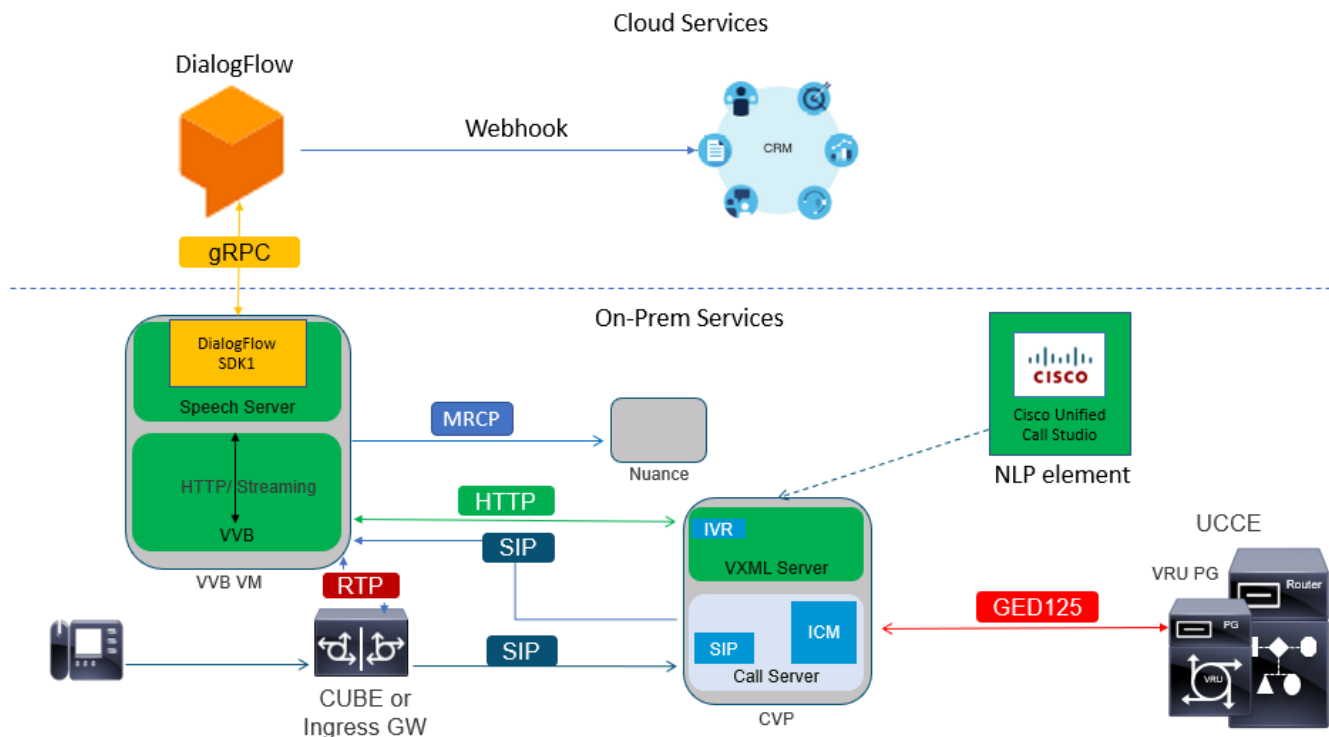 Cloud Services
DialogFlow
Webhook
CRM
gRPC
On-Prem Services
DialogFlow
SDK1
Speech Server
HTTP/ Streaming
VVB
VVB VM
MRCP
Nuance
CISCO
Cisco Unified
Call Studio
NLP element
HTTP
SIP
RTP
IVR
VXML Server
SIP
ICM
Call Server
CVP
SIP
CUBE or
Ingress GW
GED125
UCCE
VRU PG
Router
PG
VRU